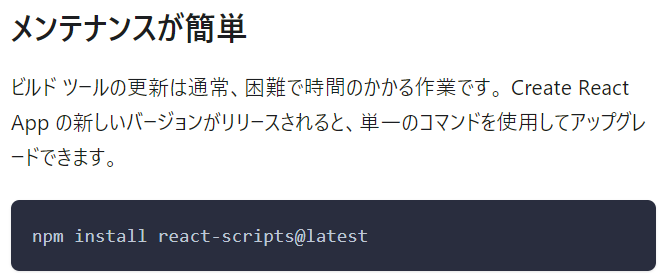 メンテナンスが簡単
ビルド ツールの更新は通常、困難で時間のかかる作業です。 Create React
App の新しいバージョンがリリースされると、単一のコマンドを使用してアップグレ
ードできます。
npm install react-scripts@latest